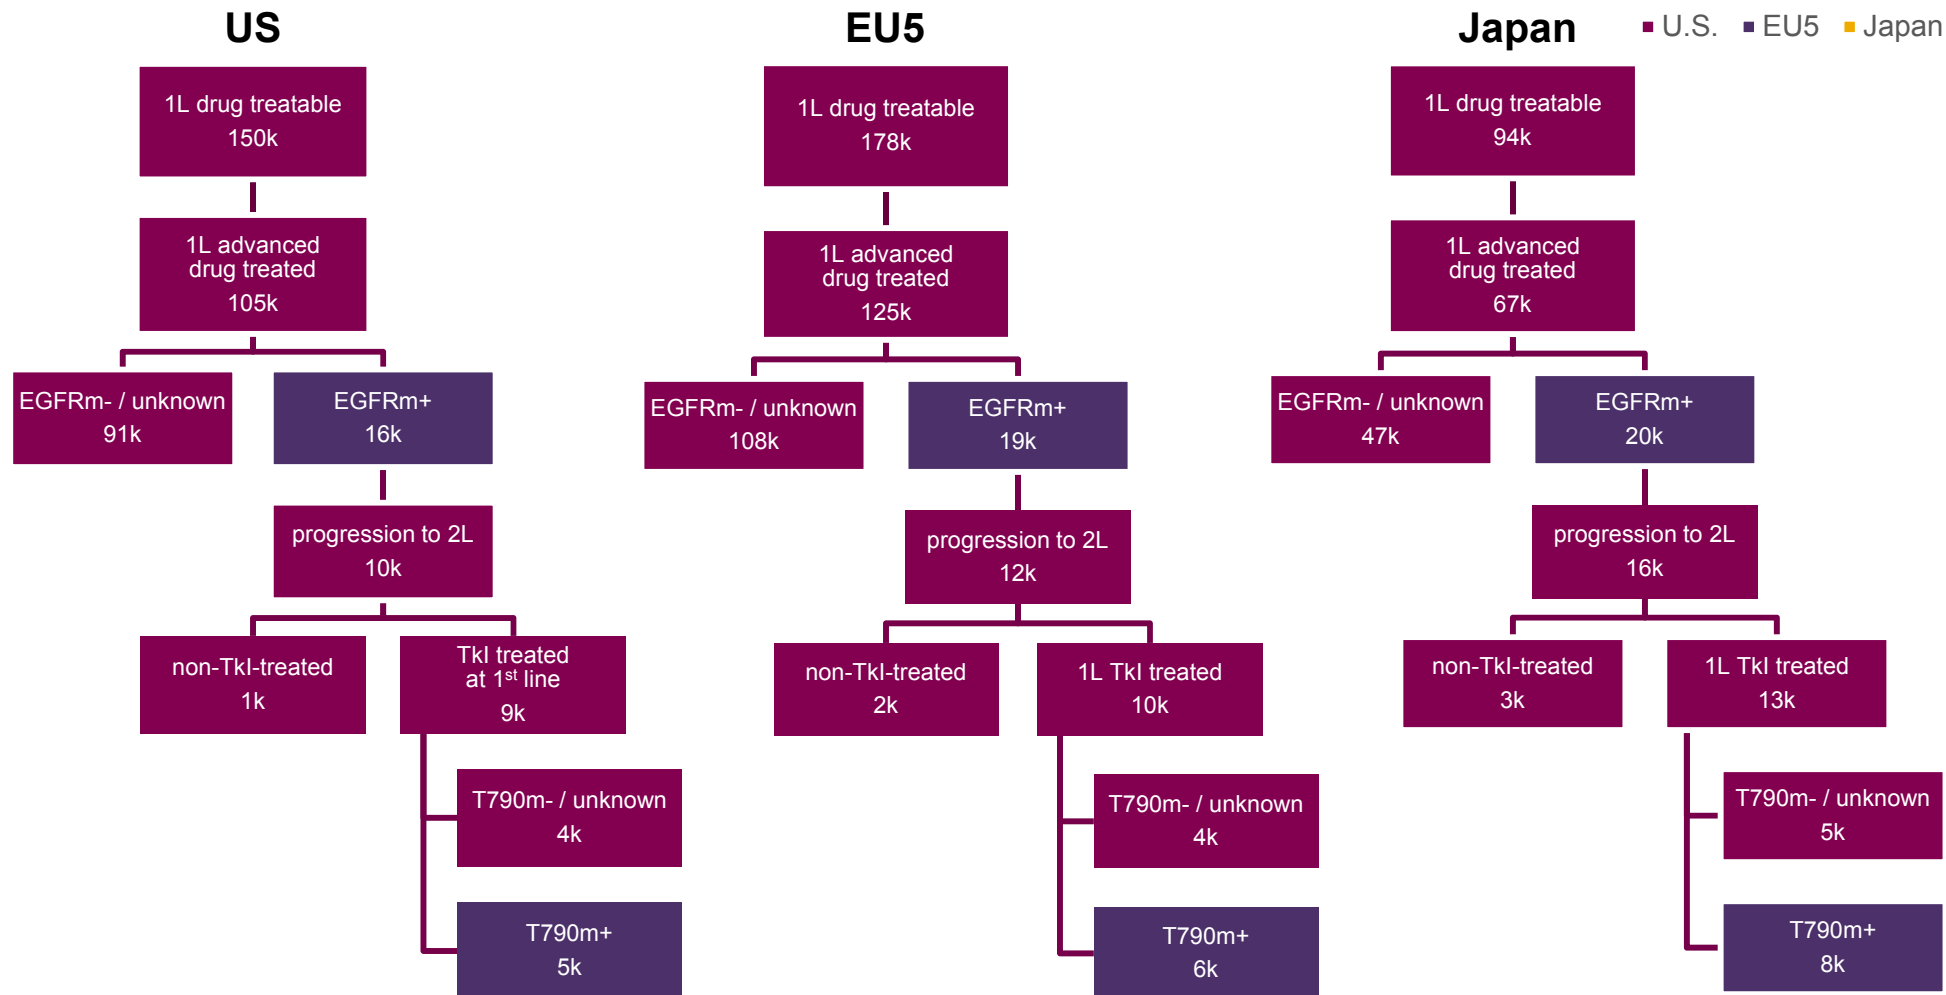 US
1L drug treatable
150k
1L advanced
drug treated
105k
EGFRm- / unknown
91k
EGFRm+
16k
progression to 2L
10k
non-TkI-treated
1k
TkI treated
at 1st line
9k
T790m- / unknown
4k
T790m+
5k
EU5
1L drug treatable
178k
1L advanced
drug treated
125k
EGFRm- / unknown
108k
EGFRm+
19k
progression to 2L
12k
non-TkI-treated
2k
1L TkI treated
10k
T790m- / unknown
4k
T790m+
6k
Japan
U.S. EU5 Japan
1L drug treatable
94k
1L advanced
drug treated
67k
EGFRm- / unknown
47k
EGFRm+
20k
progression to 2L
16k
non-TkI-treated
3k
1L TkI treated
13k
T790m- / unknown
5k
T790m+
8k